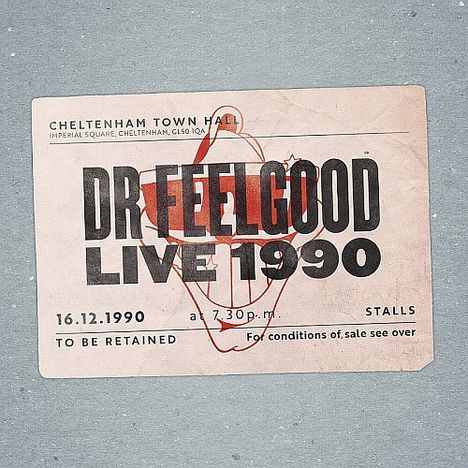 CHELTENHAM TOWN HALL
IMPERIAL SQUARE, CHELTENHAM, GL50 1QA
DR FEELGOOD
LIVE 1990
16.12.1990 at 7.30p.m. STALLS
TO BE RETAINED For conditions of sale see over